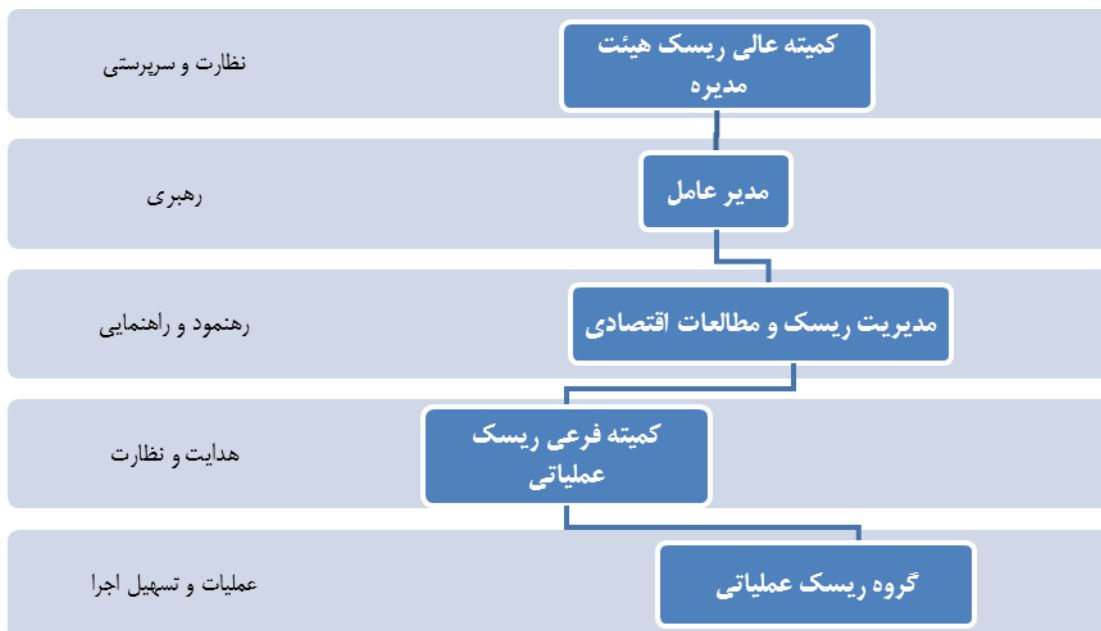 کمیته عالی ریسک هیئت
مدیره
نظارت و سرپرستی
مدیر عامل
رهبری
مدیریت ریسک و مطالعات اقتصادی
رهنمود و راهنمایی
کمیته فرعی ریسک
عملیاتی
هدایت و نظارت
گروه ریسک عملیاتی
عملیات و تسهیل اجرا